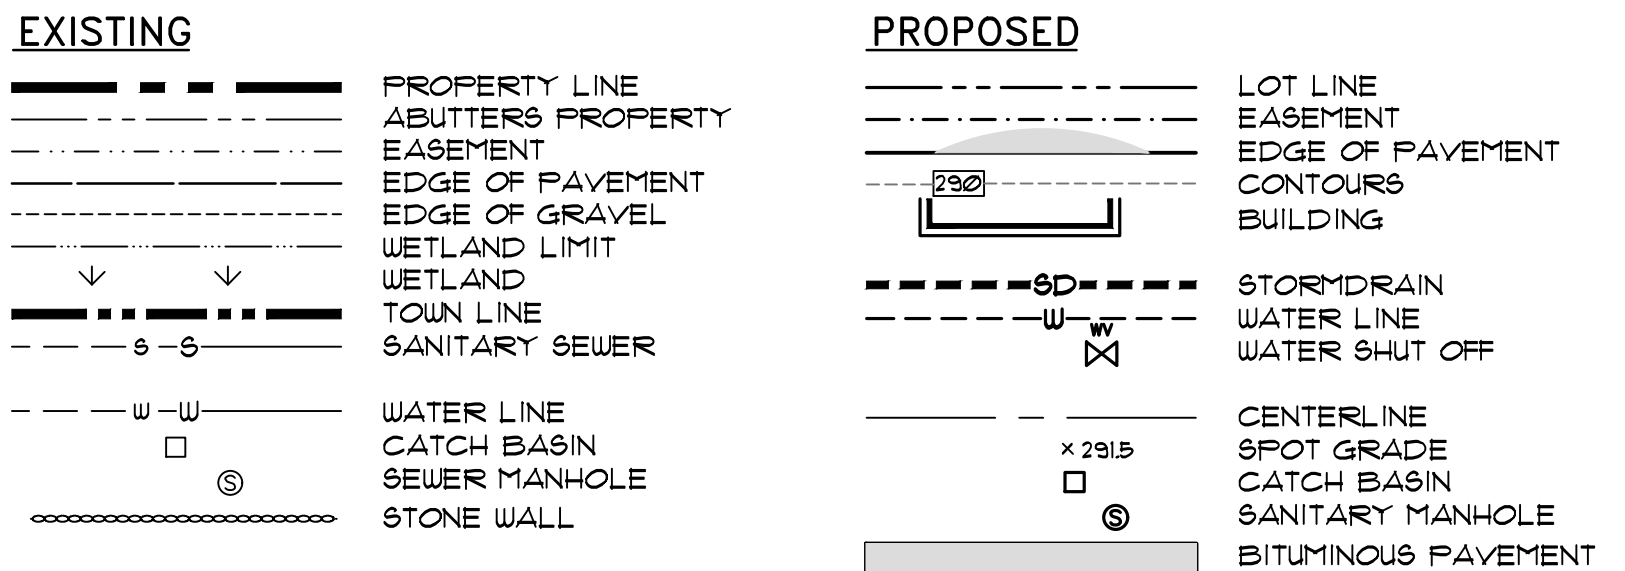 EXISTING
PROPERTY LINE
ABUTTERS PROPERTY
EASEMENT
EDGE OF PAVEMENT
EDGE OF GRAVEL
WETLAND LIMIT
WETLAND
TOWN LINE
S S SANITARY SEWER
W W WATER LINE
CATCH BASIN
S SEWER MANHOLE
STONE WALL
PROPOSED
LOT LINE
EASEMENT
EDGE OF PAVEMENT
290 CONTOURS
BUILDING
SD STORMDRAIN
W WATER LINE
WV WATER SHUT OFF
CENTERLINE
× 291.5 SPOT GRADE
CATCH BASIN
S SANITARY MANHOLE
BITUMINOUS PAVEMENT